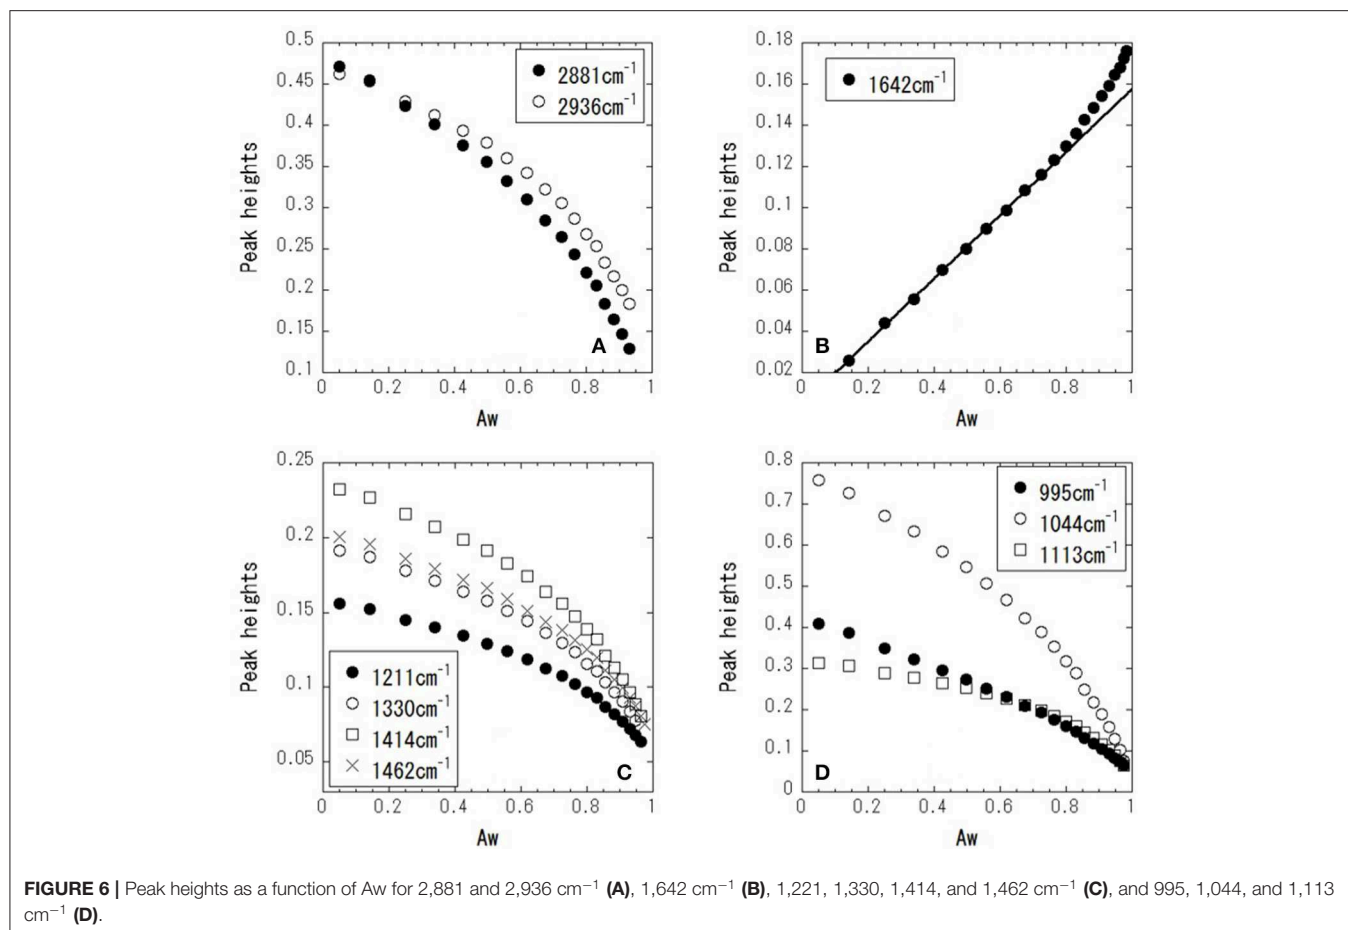 0.5
0.45
0.4
0.35
0.3
0.25
0.2
0.15
0.1
Peak heights
2881cm⁻¹
2936cm⁻¹
A
0 0.2 0.4 0.6 0.8 1
Aw
0.18
0.16
0.14
0.12
0.1
0.08
0.06
0.04
0.02
Peak heights
1642cm⁻¹
B
0 0.2 0.4 0.6 0.8 1
Aw
0.25
0.2
0.15
0.1
0.05
Peak heights
1211cm⁻¹
1330cm⁻¹
1414cm⁻¹
1462cm⁻¹
C
0 0.2 0.4 0.6 0.8 1
Aw
0.8
0.7
0.6
0.5
0.4
0.3
0.2
0.1
0
Peak heights
995cm⁻¹
1044cm⁻¹
1113cm⁻¹
D
0 0.2 0.4 0.6 0.8 1
Aw
FIGURE 6 | Peak heights as a function of Aw for 2,881 and 2,936 cm⁻¹ (A), 1,642 cm⁻¹ (B), 1,221, 1,330, 1,414, and 1,462 cm⁻¹ (C), and 995, 1,044, and 1,113
cm⁻¹ (D).